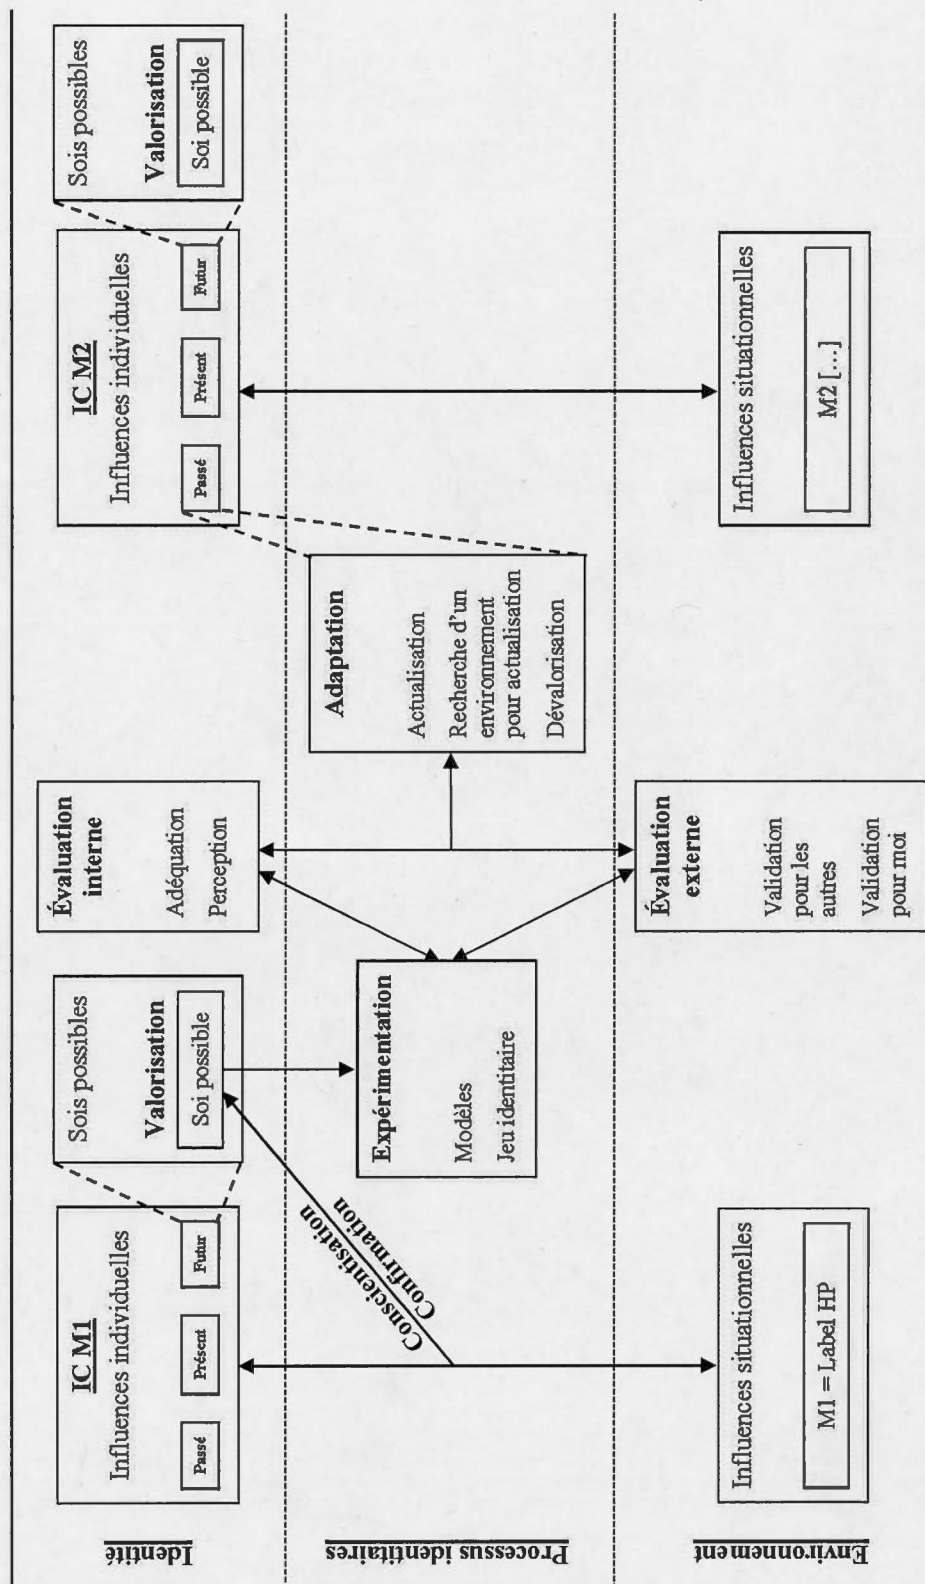 Identité
IC M1
Influences individuelles
Passé
Présent
Futur
Sois possibles
Valorisation
Soi possible
Évaluation
interne
Adéquation
Perception
IC M2
Influences individuelles
Passé
Présent
Futur
Sois possibles
Valorisation
Soi possible
Processus identitaires
Conscientisation
Confirmation
Expérimentation
Modèles
Jeu identitaire
Adaptation
Actualisation
Recherche d'un
environnement
pour actualisation
Dévalorisation
Environnement
Influences situationnelles
M1 = Label HP
Évaluation
externe
Validation
pour les
autres
Validation
pour moi
Influences situationnelles
M2 [...]